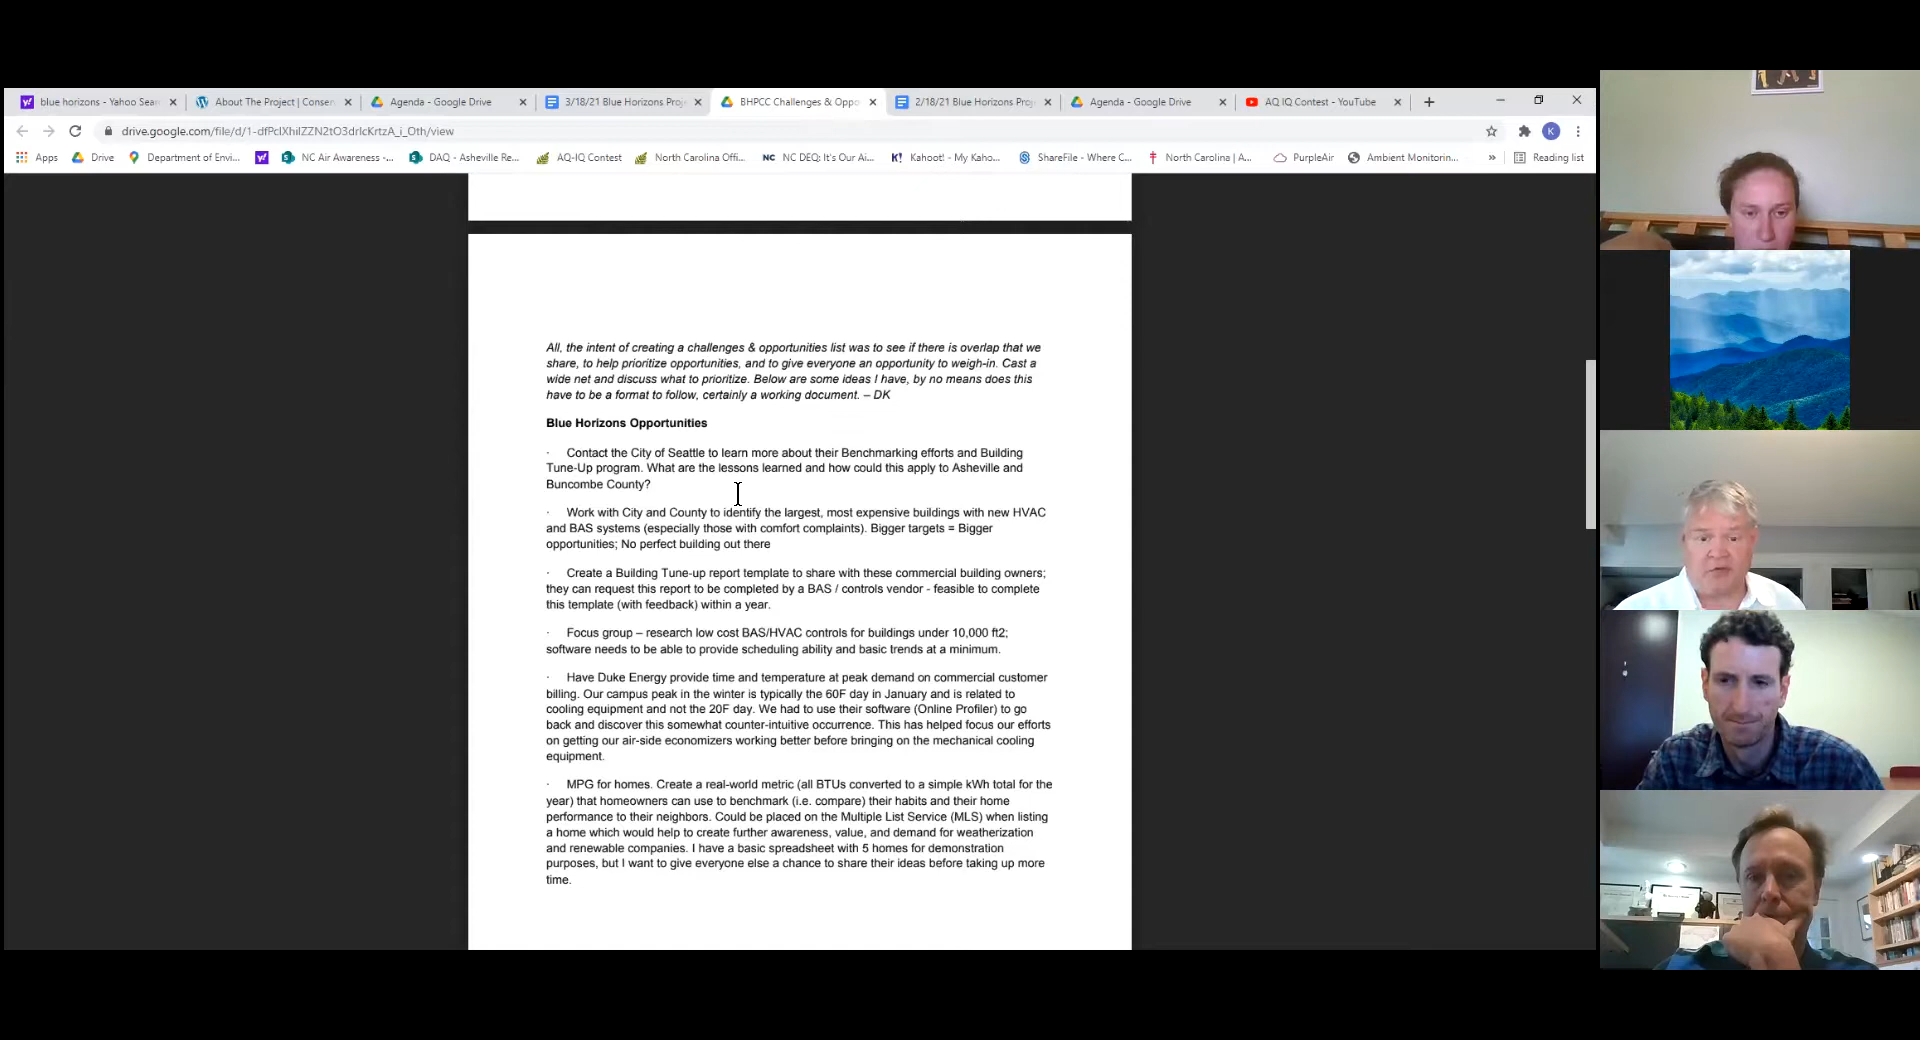 blue horizons - Yahoo Sear
About The Project | Conser
Agenda - Google Drive
3/18/21 Blue Horizons Proj
BHPCC Challenges & Oppo
2/18/21 Blue Horizons Proj
Agenda - Google Drive
AQ IQ Contest - YouTube
drive.google.com/file/d/
K
Apps
Drive
Department of Envi...
NC Air Awareness -...
DAQ - Asheville Re...
AQ-IQ Contest
North Carolina Offi...
NC
NC DEQ: It's Our Ai...
K!
Kahoot! - My Kaho...
ShareFile - Where C...
North Carolina | A...
PurpleAir
Ambient Monitorin...
»
Reading list
All, the intent of creating a challenges & opportunities list was to see if there is overlap that we
share, to help prioritize opportunities, and to give everyone an opportunity to weigh-in. Cast a
wide net and discuss what to prioritize. Below are some ideas I have, by no means does this
have to be a format to follow, certainly a working document. – DK
Blue Horizons Opportunities
· Contact the City of Seattle to learn more about their Benchmarking efforts and Building
Tune-Up program. What are the lessons learned and how could this apply to Asheville and
Buncombe County?
· Work with City and County to identify the largest, most expensive buildings with new HVAC
and BAS systems (especially those with comfort complaints). Bigger targets = Bigger
opportunities; No perfect building out there
· Create a Building Tune-up report template to share with these commercial building owners;
they can request this report to be completed by a BAS / controls vendor - feasible to complete
this template (with feedback) within a year.
· Focus group – research low cost BAS/HVAC controls for buildings under 10,000 ft2;
software needs to be able to provide scheduling ability and basic trends at a minimum.
· Have Duke Energy provide time and temperature at peak demand on commercial customer
billing. Our campus peak in the winter is typically the 60F day in January and is related to
cooling equipment and not the 20F day. We had to use their software (Online Profiler) to go
back and discover this somewhat counter-intuitive occurrence. This has helped focus our efforts
on getting our air-side economizers working better before bringing on the mechanical cooling
equipment.
· MPG for homes. Create a real-world metric (all BTUs converted to a simple kWh total for the
year) that homeowners can use to benchmark (i.e. compare) their habits and their home
performance to their neighbors. Could be placed on the Multiple List Service (MLS) when listing
a home which would help to create further awareness, value, and demand for weatherization
and renewable companies. I have a basic spreadsheet with 5 homes for demonstration
purposes, but I want to give everyone else a chance to share their ideas before taking up more
time.